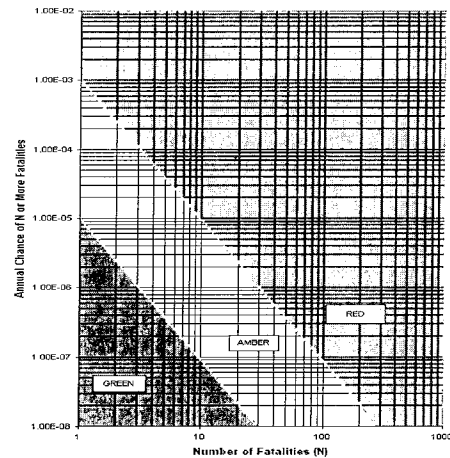 1.00E-02
1.00E-03
1.00E-04
1.00E-05
1.00E-06
1.00E-07
1.00E-08
Annual Chance of N or More Fatalities
RED
AMBER
GREEN
1
10
100
1000
Number of Fatalities (N)